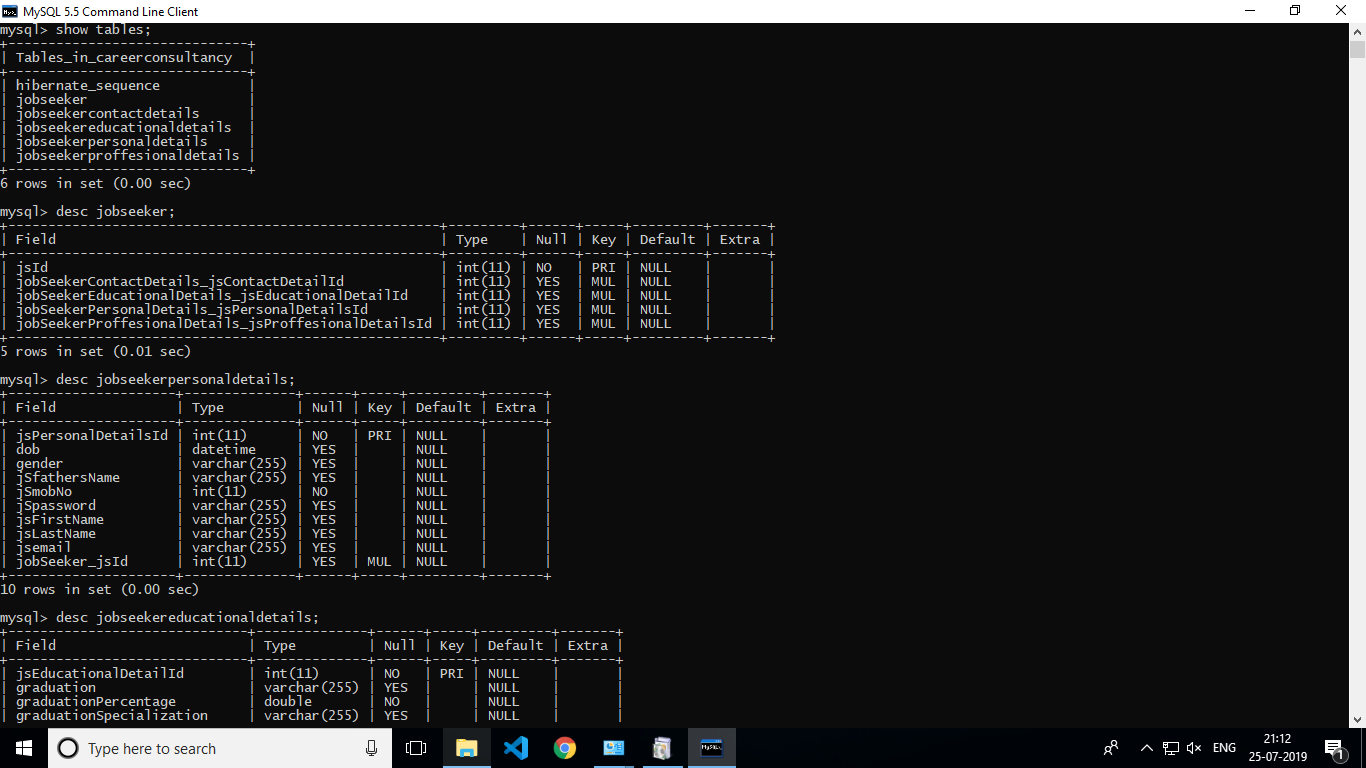 MySQL 5.5 Command Line Client
mysql> show tables;
+------------------------------+
| Tables_in_careerconsultancy  |
+------------------------------+
| hibernate_sequence           |
| jobseeker                    |
| jobseekercontactdetails      |
| jobseekereducationaldetails  |
| jobseekerpersonaldetails     |
| jobseekerproffesionaldetails |
+------------------------------+
6 rows in set (0.00 sec)
mysql> desc jobseeker;
+------------------------------------------------------+---------+------+-----+---------+-------+
| Field                                                | Type    | Null | Key | Default | Extra |
+------------------------------------------------------+---------+------+-----+---------+-------+
| jsId                                                 | int(11) | NO   | PRI | NULL    |       |
| jobSeekerContactDetails_jsContactDetailId            | int(11) | YES  | MUL | NULL    |       |
| jobSeekerEducationalDetails_jsEducationalDetailId    | int(11) | YES  | MUL | NULL    |       |
| jobSeekerPersonalDetails_jsPersonalDetailsId         | int(11) | YES  | MUL | NULL    |       |
| jobSeekerProffesionalDetails_jsProffesionalDetailsId | int(11) | YES  | MUL | NULL    |       |
+------------------------------------------------------+---------+------+-----+---------+-------+
5 rows in set (0.01 sec)
mysql> desc jobseekerpersonaldetails;
+---------------------+--------------+------+-----+---------+-------+
| Field               | Type         | Null | Key | Default | Extra |
+---------------------+--------------+------+-----+---------+-------+
| jsPersonalDetailsId | int(11)      | NO   | PRI | NULL    |       |
| dob                 | datetime     | YES  |     | NULL    |       |
| gender              | varchar(255) | YES  |     | NULL    |       |
| jSfathersName       | varchar(255) | YES  |     | NULL    |       |
| jSmobNo             | int(11)      | NO   |     | NULL    |       |
| jSpassword          | varchar(255) | YES  |     | NULL    |       |
| jsFirstName         | varchar(255) | YES  |     | NULL    |       |
| jsLastName          | varchar(255) | YES  |     | NULL    |       |
| jsemail             | varchar(255) | YES  |     | NULL    |       |
| jobSeeker_jsId      | int(11)      | YES  | MUL | NULL    |       |
+---------------------+--------------+------+-----+---------+-------+
10 rows in set (0.00 sec)
mysql> desc jobseekereducationaldetails;
+------------------------------+--------------+------+-----+---------+-------+
| Field                        | Type         | Null | Key | Default | Extra |
+------------------------------+--------------+------+-----+---------+-------+
| jsEducationalDetailId        | int(11)      | NO   | PRI | NULL    |       |
| graduation                   | varchar(255) | YES  |     | NULL    |       |
| graduationPercentage         | double       | NO   |     | NULL    |       |
| graduationSpecialization     | varchar(255) | YES  |     | NULL    |       |
Type here to search
ENG
21:12
25-07-2019
1